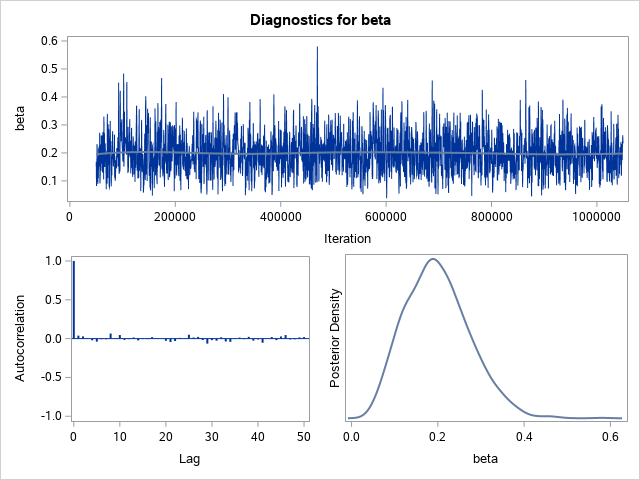 Diagnostics for beta
0.6
0.5
0.4
0.3
0.2
0.1
beta
0 200000 400000 600000 800000 1000000
Iteration
1.0
0.5
0.0
-0.5
-1.0
Autocorrelation
0 10 20 30 40 50
Lag
Posterior Density
0.0 0.2 0.4 0.6
beta